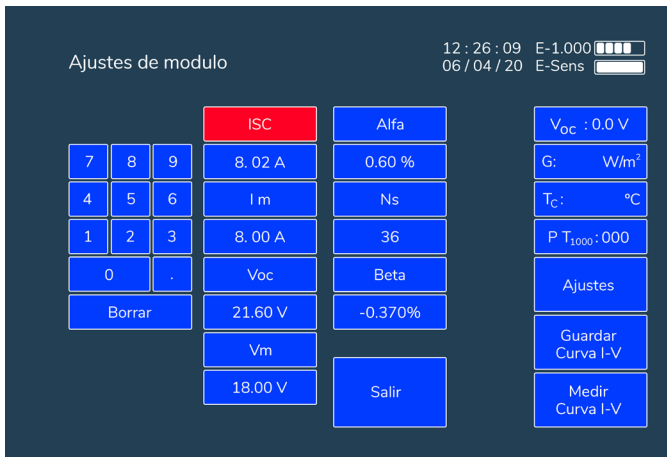 Ajustes de modulo
12 : 26 : 09 E-1.000
06 / 04 / 20 E-Sens
7 8 9
4 5 6
1 2 3
0 .
Borrar
ISC
8. 02 A
I m
8. 00 A
Voc
21.60 V
Vm
18.00 V
Alfa
0.60 %
Ns
36
Beta
-0.370%
Salir
VOC : 0.0 V
G: W/m²
TC: ºC
P T1000: 000
Ajustes
Guardar
Curva I-V
Medir
Curva I-V